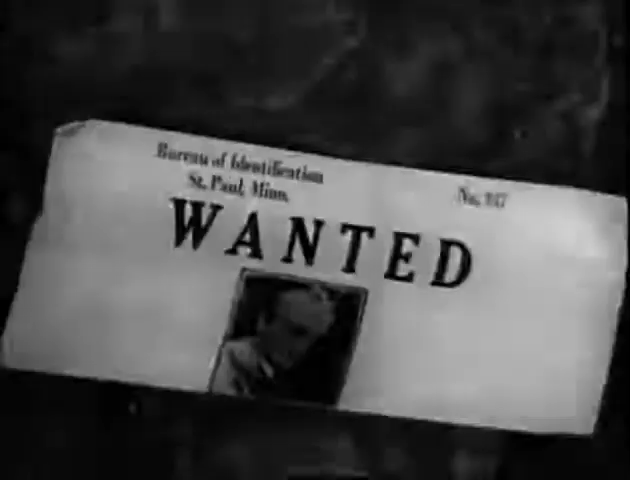 Bureau of Identification
St. Paul, Minn.
No.
WANTED